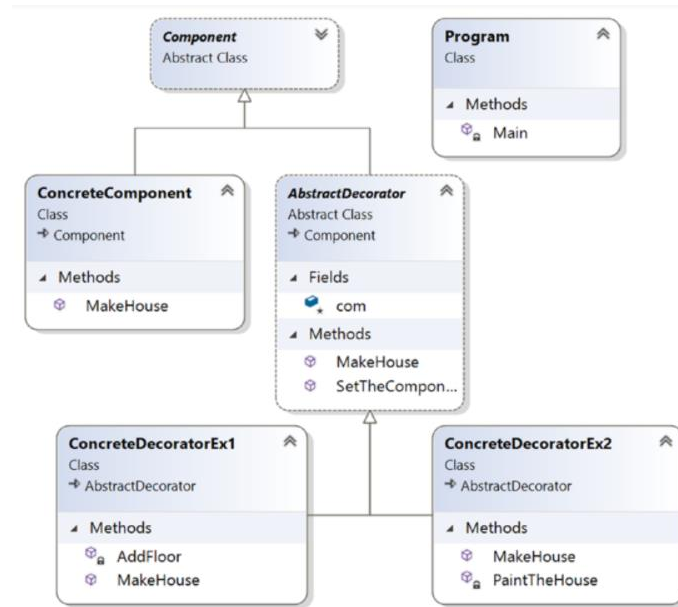 Component
Abstract Class
Program
Class
Methods
Main
ConcreteComponent
Class
Component
Methods
MakeHouse
AbstractDecorator
Abstract Class
Component
Fields
com
Methods
MakeHouse
SetTheCompon...
ConcreteDecoratorEx1
Class
AbstractDecorator
Methods
AddFloor
MakeHouse
ConcreteDecoratorEx2
Class
AbstractDecorator
Methods
MakeHouse
PaintTheHouse